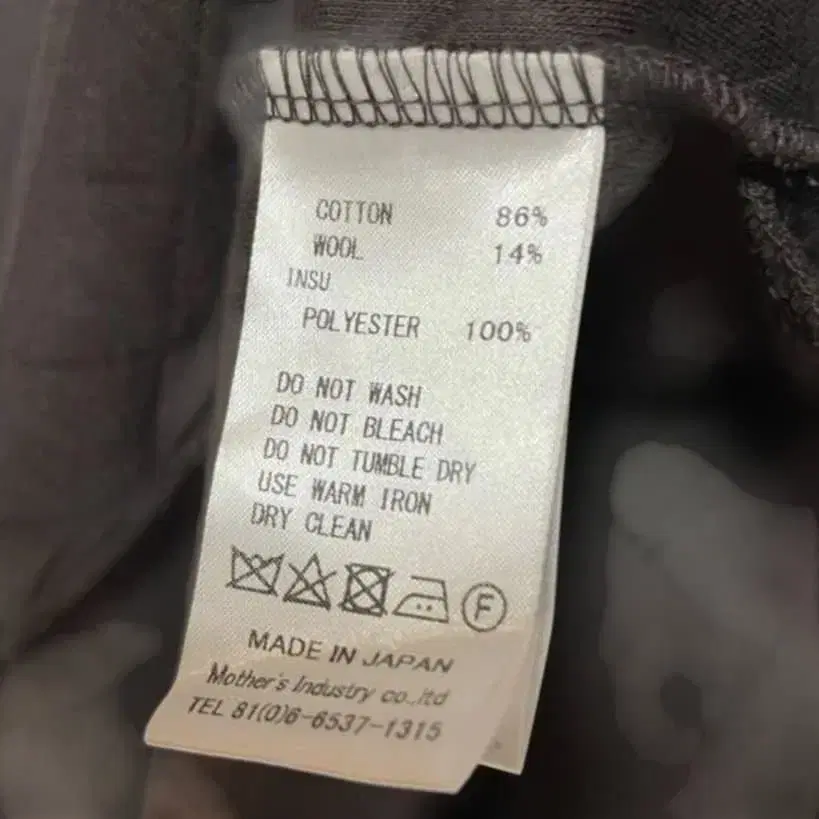 COTTON 86%
WOOL 14%
INSU
POLYESTER 100%
DO NOT WASH
DO NOT BLEACH
DO NOT TUMBLE DRY
USE WARM IRON
DRY CLEAN
F
MADE IN JAPAN
Mother's Industry co.,ltd
TEL 81(0)6-6537-1315